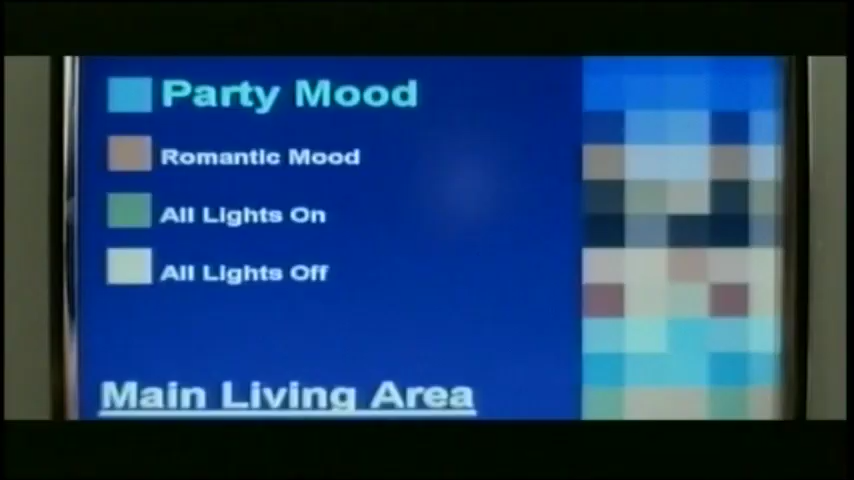 Party Mood
Romantic Mood
All Lights On
All Lights Off
Main Living Area